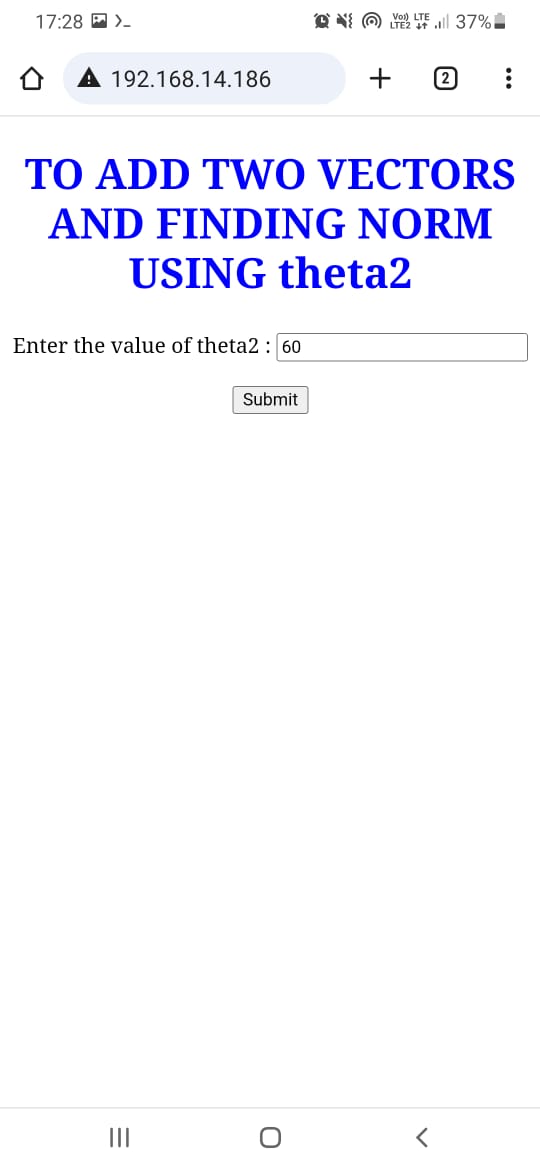 17:28
Vo)) LTE
LTE2
37%
192.168.14.186
2
TO ADD TWO VECTORS
AND FINDING NORM
USING theta2
Enter the value of theta2 : 60
Submit